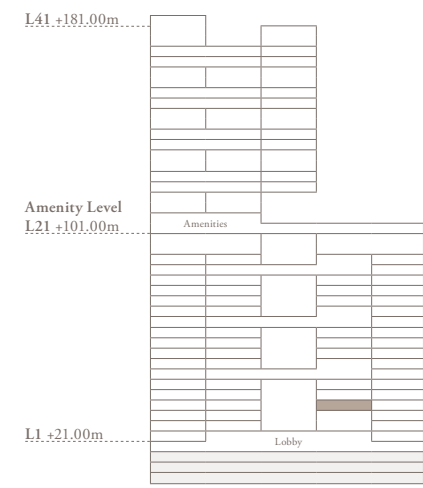 L41 +181.00m
Amenity Level
L21 +101.00m
Amenities
L1 +21.00m
Lobby